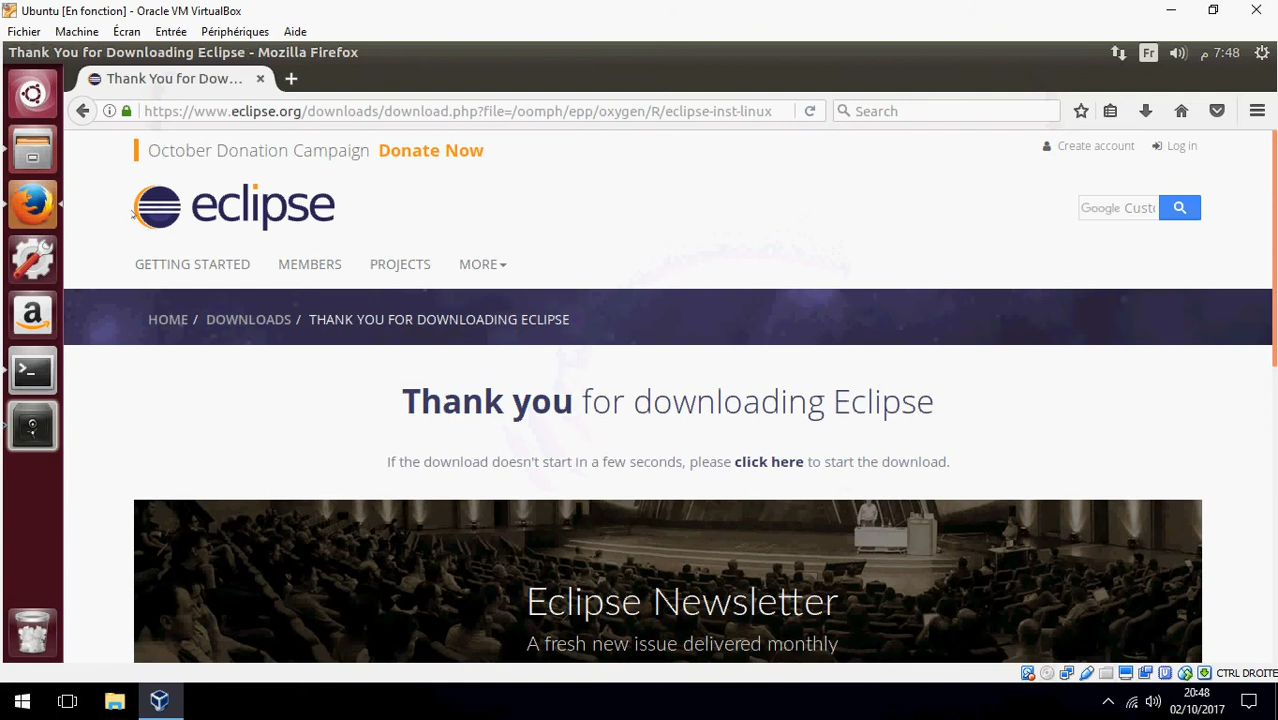 Ubuntu [En fonction] - Oracle VM VirtualBox
Fichier Machine Écran Entrée Périphériques Aide
Thank You for Downloading Eclipse - Mozilla Firefox
Fr م 7:48
Thank You for Dow...
https://www.eclipse.org/downloads/download.php?file=/oomph/epp/oxygen/R/eclipse-inst-linux
Search
October Donation Campaign Donate Now
Create account Log in
eclipse
Google Cust
GETTING STARTED MEMBERS PROJECTS MORE
HOME / DOWNLOADS / THANK YOU FOR DOWNLOADING ECLIPSE
Thank you for downloading Eclipse
If the download doesn't start in a few seconds, please click here to start the download.
Eclipse Newsletter
A fresh new issue delivered monthly
CTRL DROITE
20:48
02/10/2017